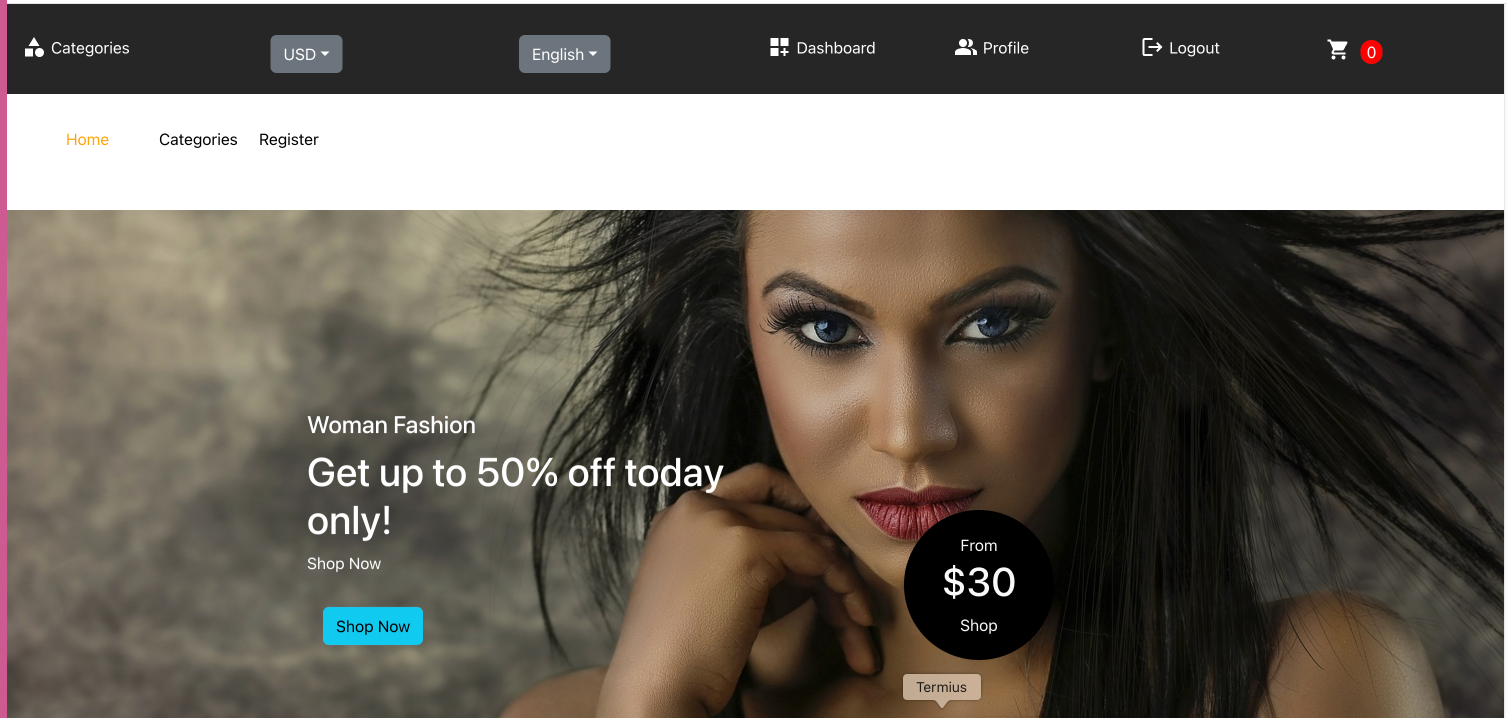 Categories
USD
English
Dashboard
Profile
Logout
0
Home
Categories
Register
Woman Fashion
Get up to 50% off today
only!
Shop Now
Shop Now
From
$30
Shop
Termius